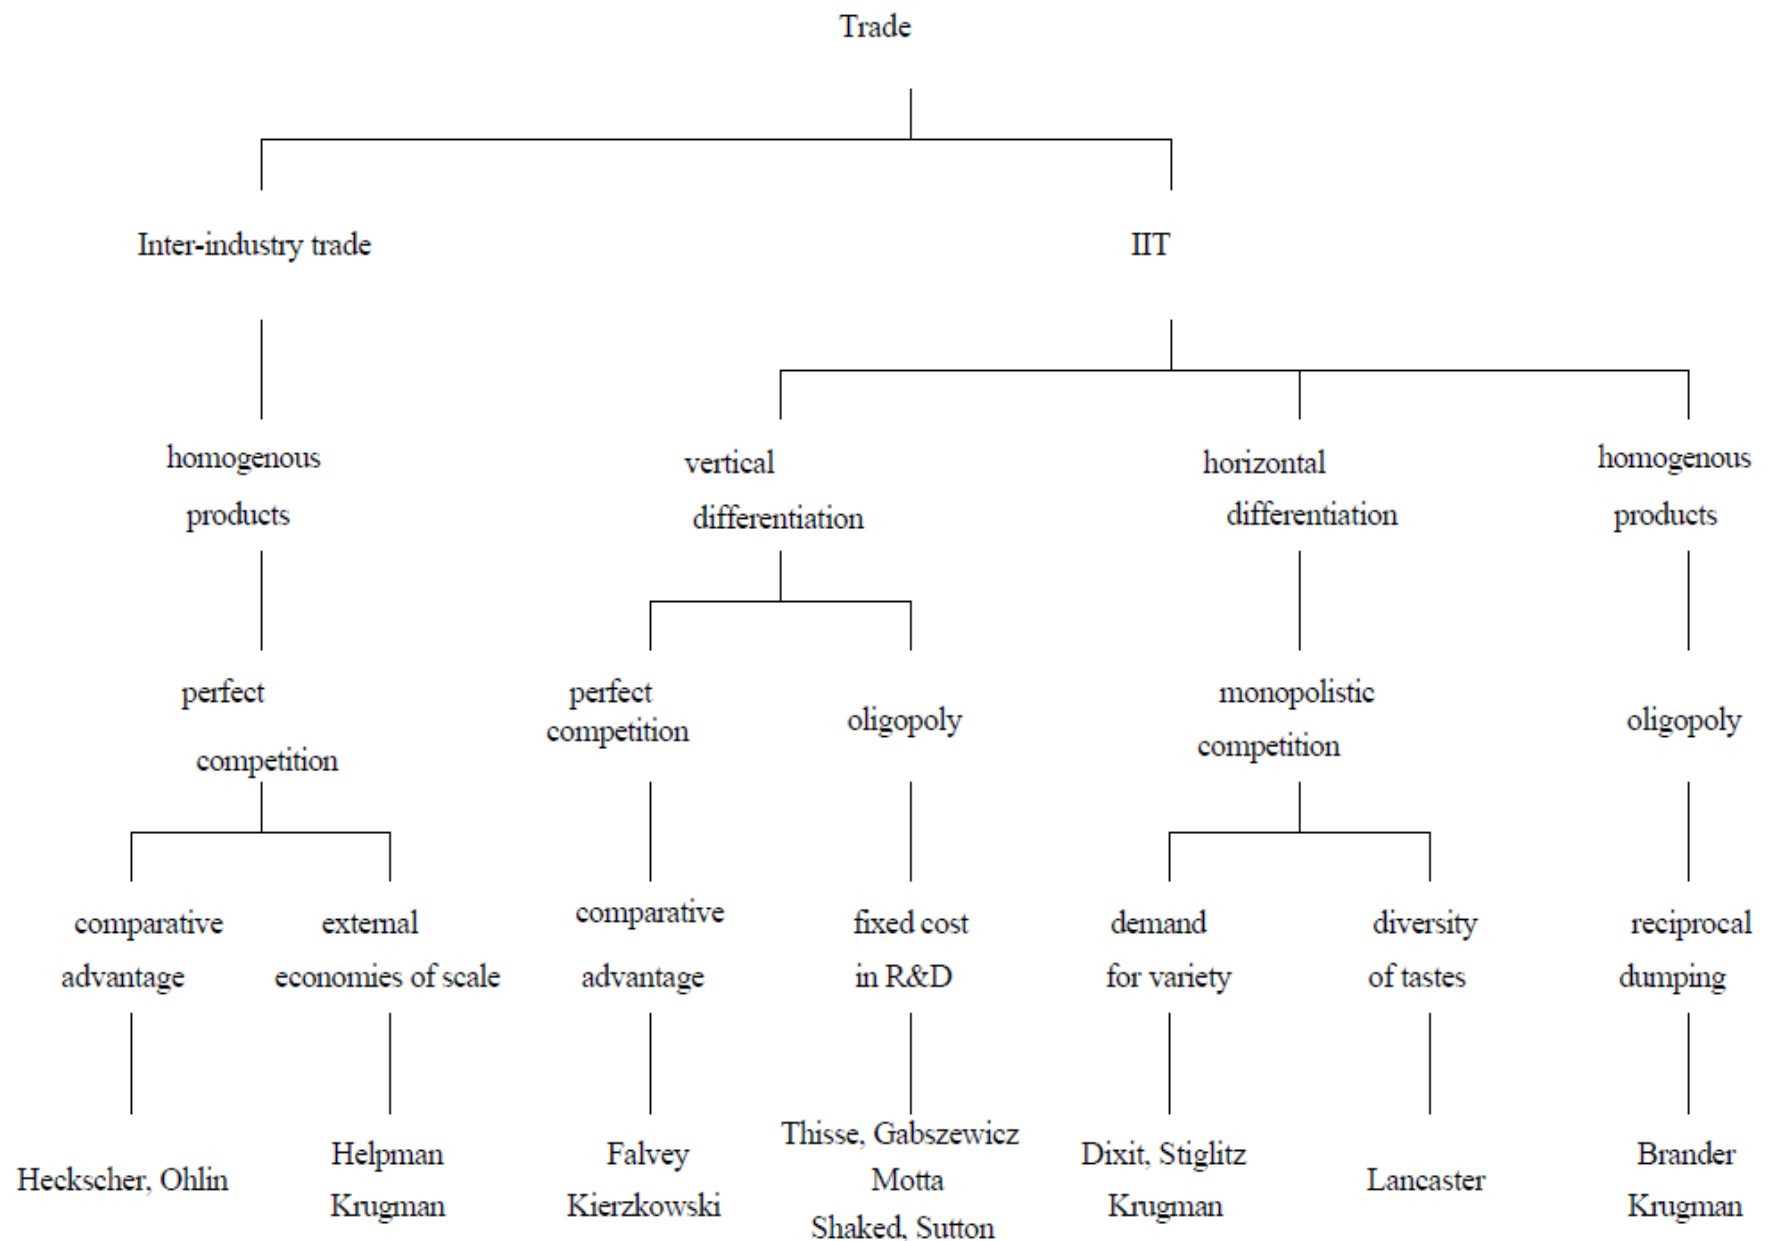 Trade
Inter-industry trade
IIT
homogenous
products
vertical
differentiation
horizontal
differentiation
homogenous
products
perfect
competition
perfect
competition
oligopoly
monopolistic
competition
oligopoly
comparative
advantage
external
economies of scale
comparative
advantage
fixed cost
in R&D
demand
for variety
diversity
of tastes
reciprocal
dumping
Heckscher, Ohlin
Helpman
Krugman
Falvey
Kierzkowski
Thisse, Gabszewicz
Motta
Shaked, Sutton
Dixit, Stiglitz
Krugman
Lancaster
Brander
Krugman